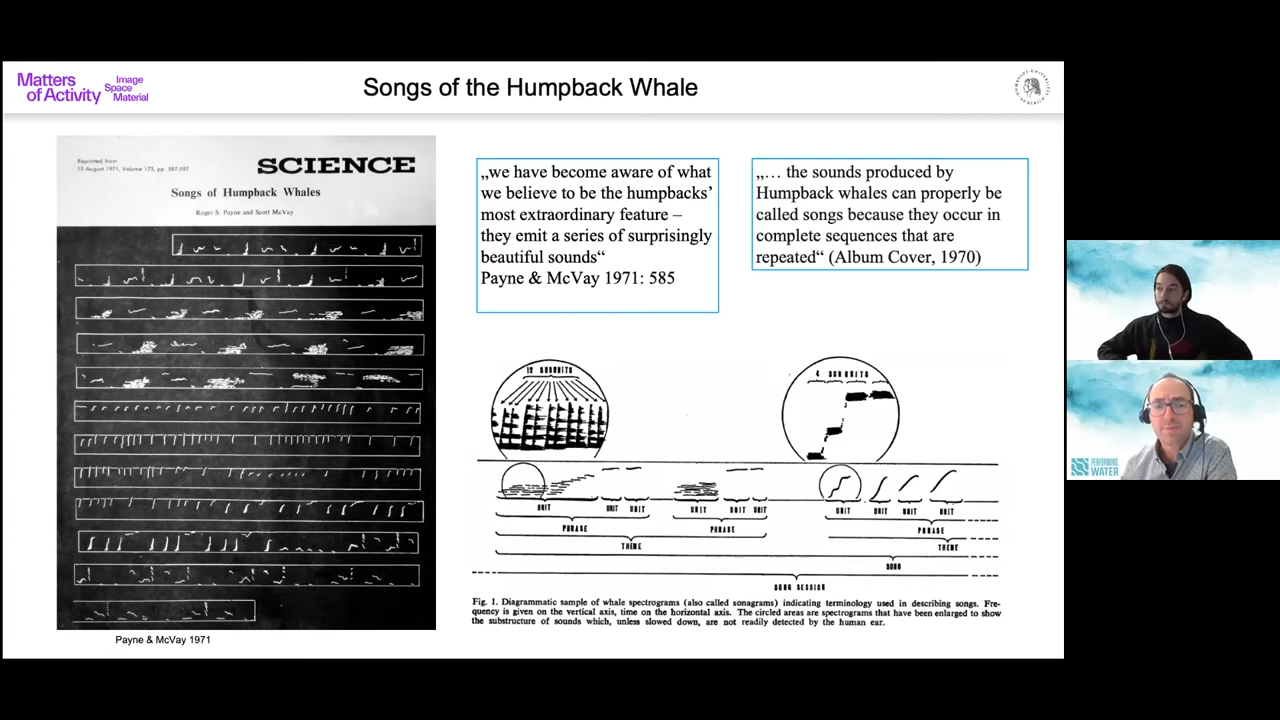 Matters
of Activity
Image
Space
Material
Songs of the Humpback Whale
Reprinted from
13 August 1971, Volume 173, pp. 587-597
SCIENCE
Songs of Humpback Whales
Roger S. Payne and Scott McVay
Payne & McVay 1971
„we have become aware of what
we believe to be the humpbacks’
most extraordinary feature –
they emit a series of surprisingly
beautiful sounds“
Payne & McVay 1971: 585
„… the sounds produced by
Humpback whales can properly be
called songs because they occur in
complete sequences that are
repeated“ (Album Cover, 1970)
12 SUBUNITS
4 SUBUNITS
UNIT UNIT UNIT UNIT UNIT UNIT UNIT UNIT UNIT UNIT
PHRASE PHRASE PHRASE
THEME THEME
SONG
SONG SESSION
Fig. 1. Diagrammatic sample of whale spectrograms (also called sonagrams) indicating terminology used in describing songs. Fre-
quency is given on the vertical axis, time on the horizontal axis. The circled areas are spectrograms that have been enlarged to show
the substructure of sounds which, unless slowed down, are not readily detected by the human ear.
PERFORMING
WATER